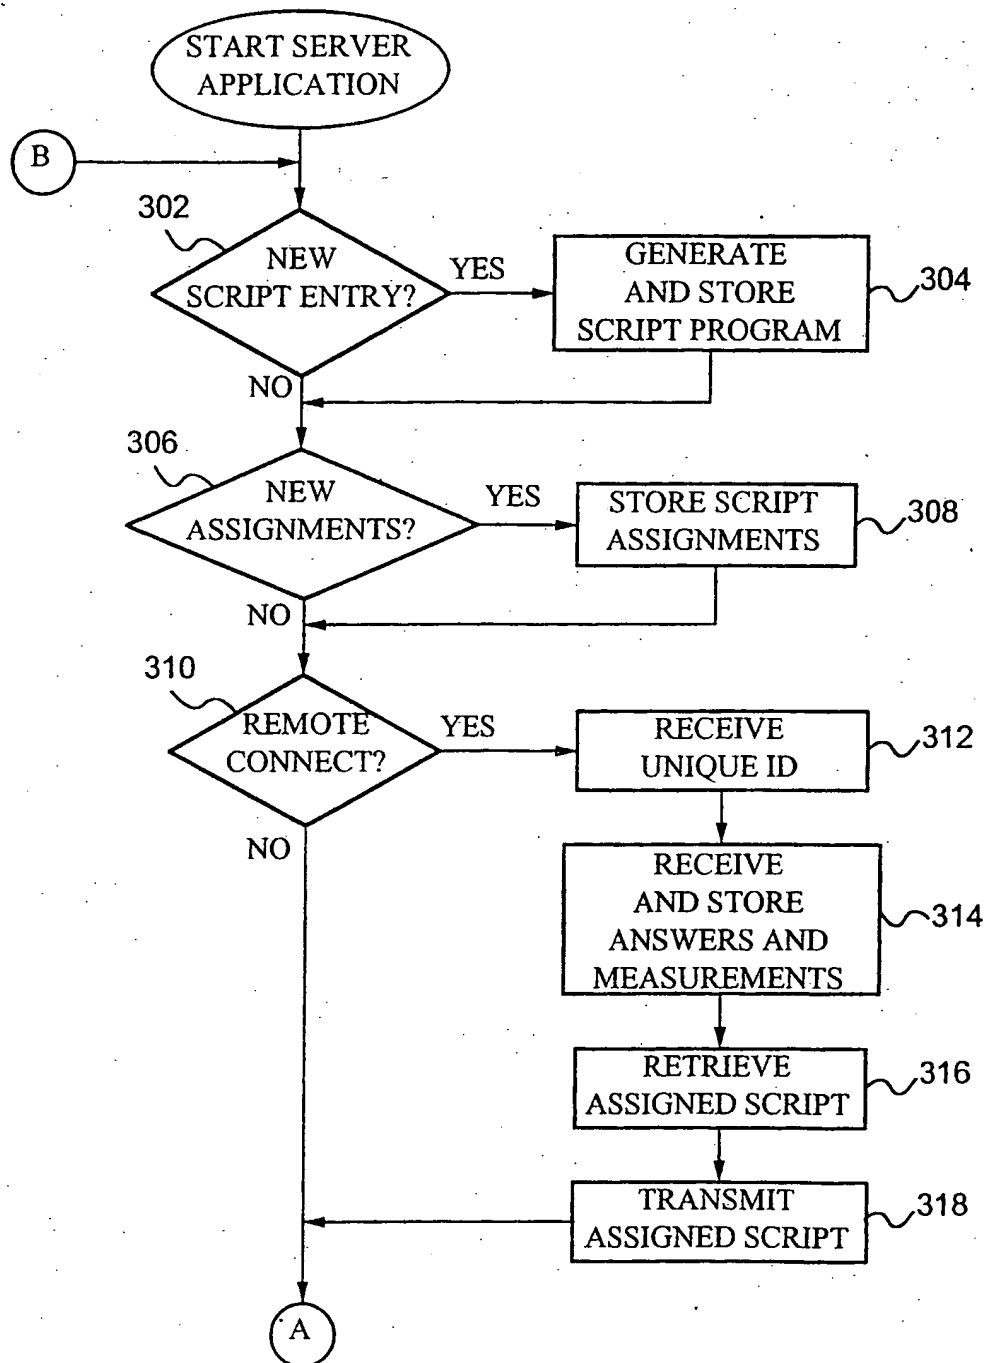 START SERVER
APPLICATION
B
302
NEW
SCRIPT ENTRY?
YES
GENERATE
AND STORE
SCRIPT PROGRAM
304
NO
306
NEW
ASSIGNMENTS?
YES
STORE SCRIPT
ASSIGNMENTS
308
NO
310
REMOTE
CONNECT?
YES
RECEIVE
UNIQUE ID
312
NO
RECEIVE
AND STORE
ANSWERS AND
MEASUREMENTS
314
RETRIEVE
ASSIGNED SCRIPT
316
TRANSMIT
ASSIGNED SCRIPT
318
A